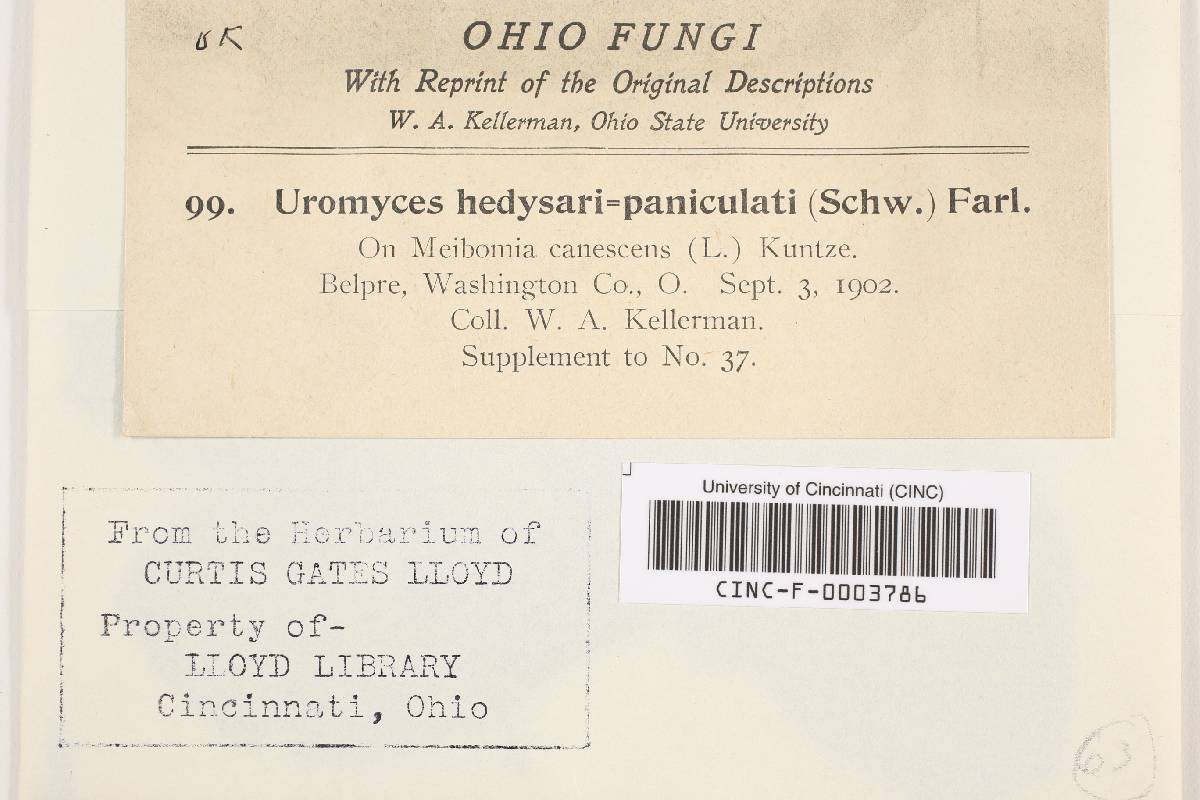 OK
OHIO FUNGI
With Reprint of the Original Descriptions
W. A. Kellerman, Ohio State University
99. Uromyces hedysari=paniculati (Schw.) Farl.
On Meibomia canescens (L.) Kuntze.
Belpre, Washington Co., O. Sept. 3, 1902.
Coll. W. A. Kellerman.
Supplement to No. 37.
University of Cincinnati (CINC)
CINC-F-0003786
From the Herbarium of
CURTIS GATES LLOYD
Property of-
LLOYD LIBRARY
Cincinnati, Ohio
63